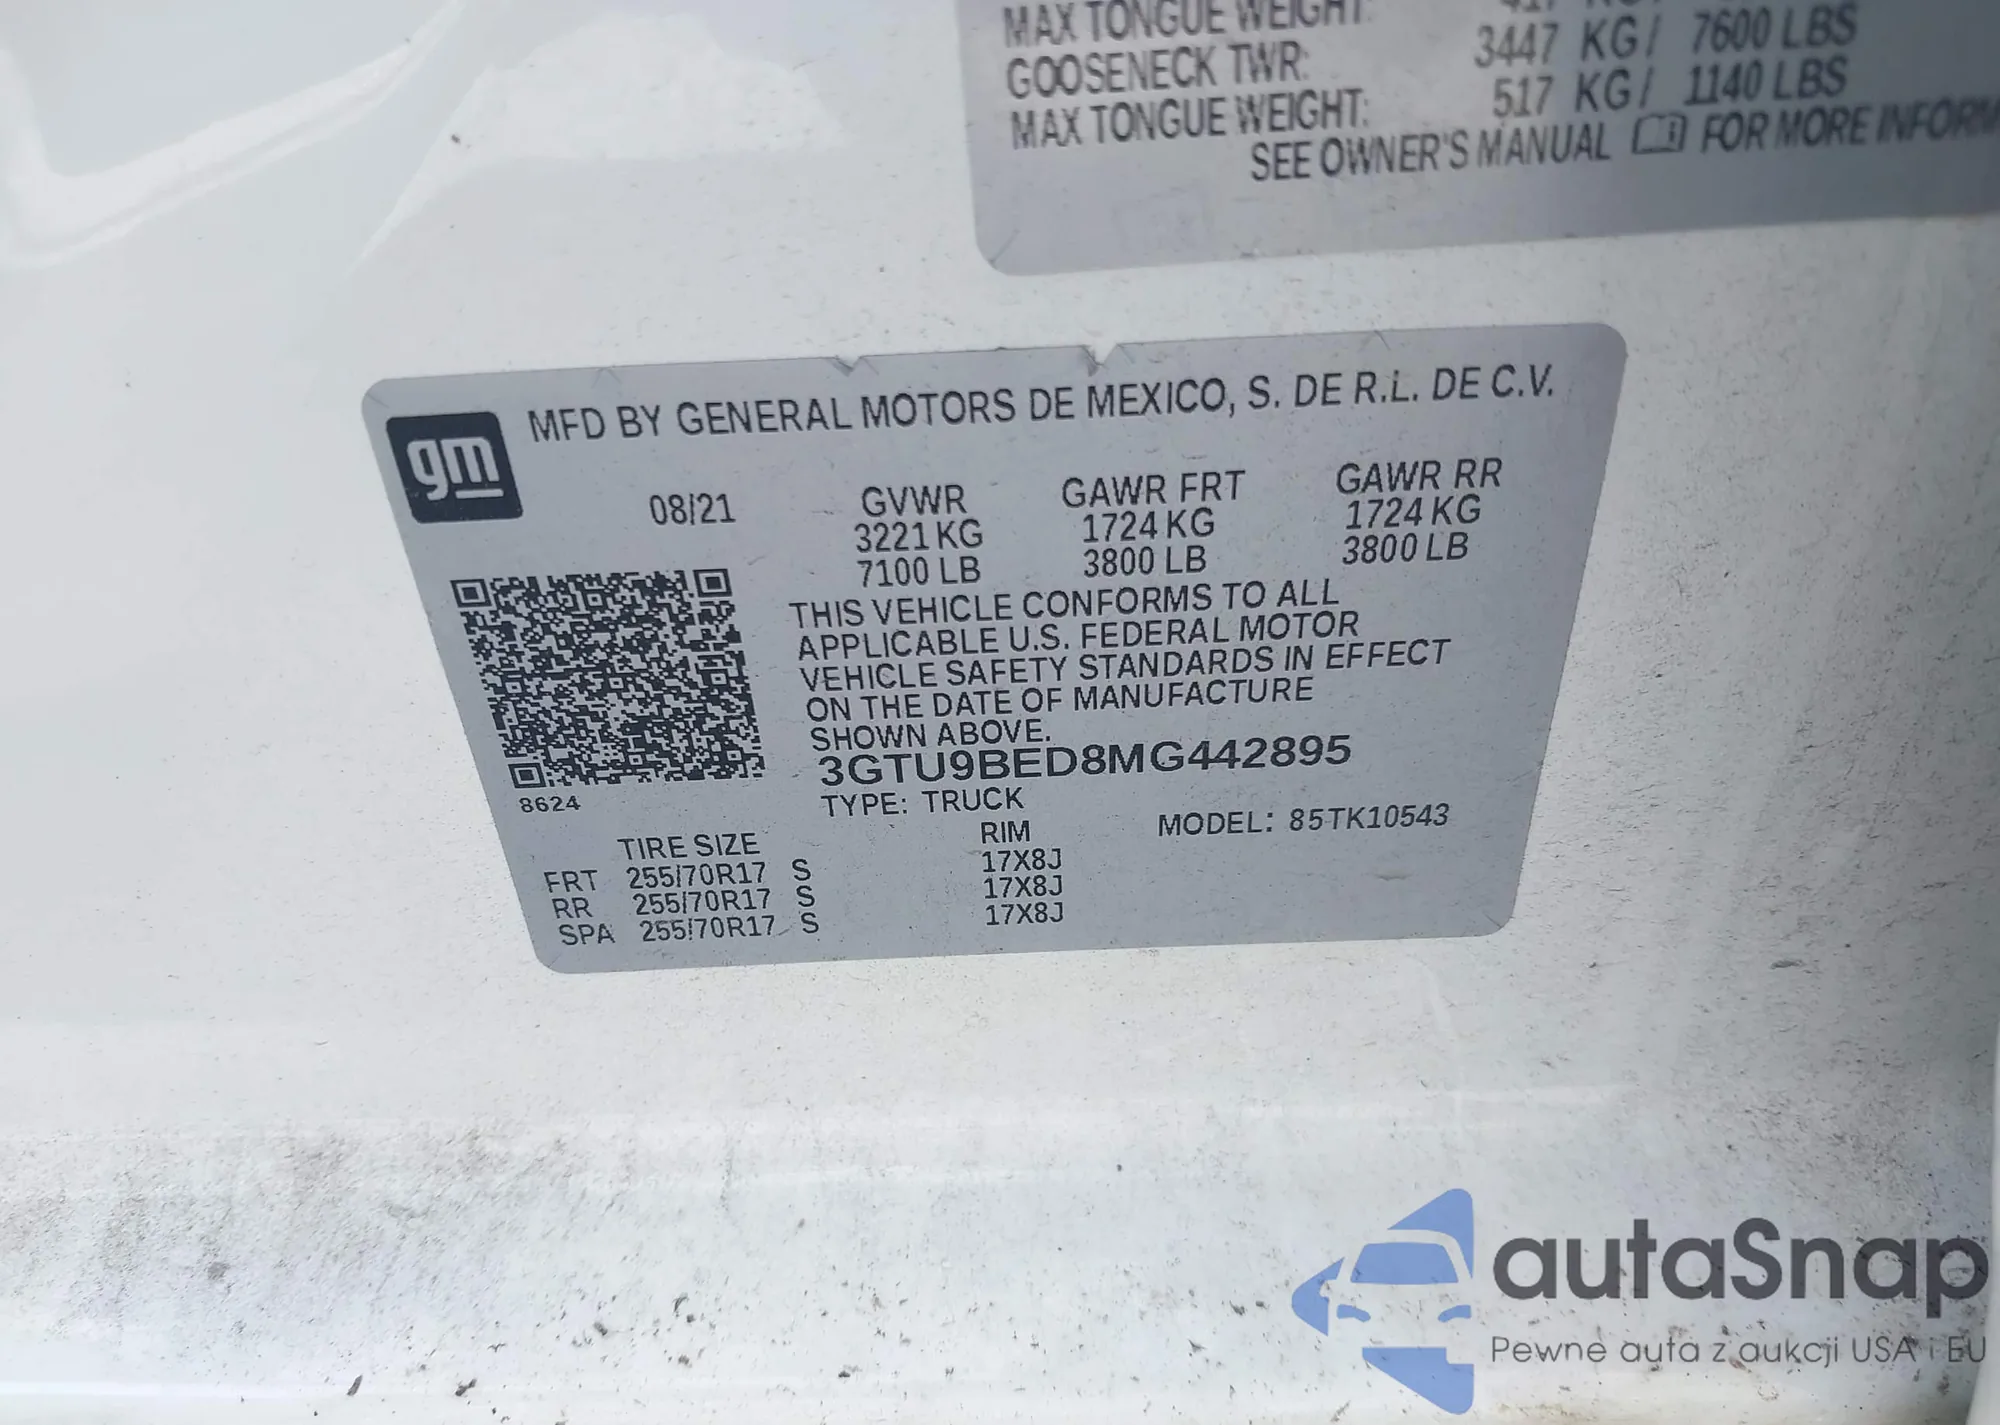 MAX TONGUE WEIGHT:
GOOSENECK TWR: 3447 KG/ 7600 LBS
MAX TONGUE WEIGHT: 517 KG/ 1140 LBS
SEE OWNER'S MANUAL FOR MORE
gm
MFD BY GENERAL MOTORS DE MEXICO, S. DE R.L. DE C.V.
08/21 GVWR GAWR FRT GAWR RR
3221 KG 1724 KG 1724 KG
7100 LB 3800 LB 3800 LB
THIS VEHICLE CONFORMS TO ALL
APPLICABLE U.S. FEDERAL MOTOR
VEHICLE SAFETY STANDARDS IN EFFECT
ON THE DATE OF MANUFACTURE
SHOWN ABOVE.
3GTU9BED8MG442895
8624
TYPE: TRUCK
MODEL: 85TK10543
TIRE SIZE RIM
FRT 255/70R17 S 17X8J
RR 255/70R17 S 17X8J
SPA 255/70R17 S 17X8J
autaSnap
Pewne auta z aukcji USA i EU